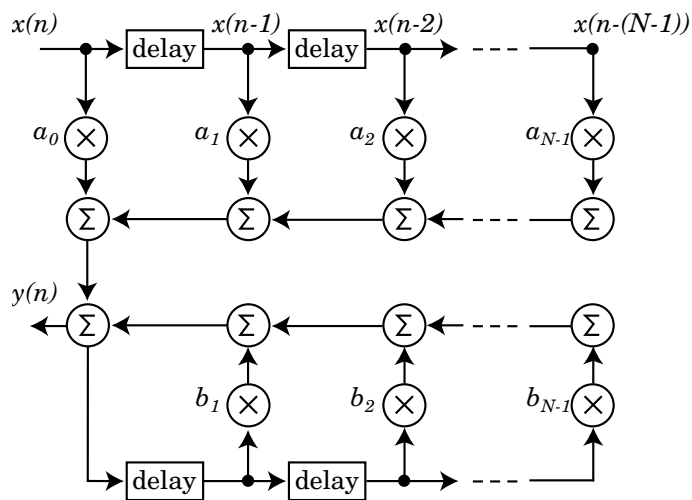 x(n) x(n-1) x(n-2) x(n-(N-1))
delay delay
a0 a1 a2 aN-1
× × × ×
Σ Σ Σ Σ
y(n)
Σ Σ Σ Σ
b1 b2 bN-1
× × ×
delay delay